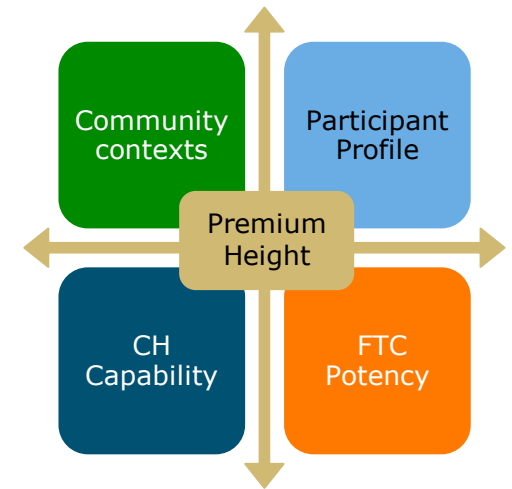 Community
contexts
Participant
Profile
Premium
Height
CH
Capability
FTC
Potency